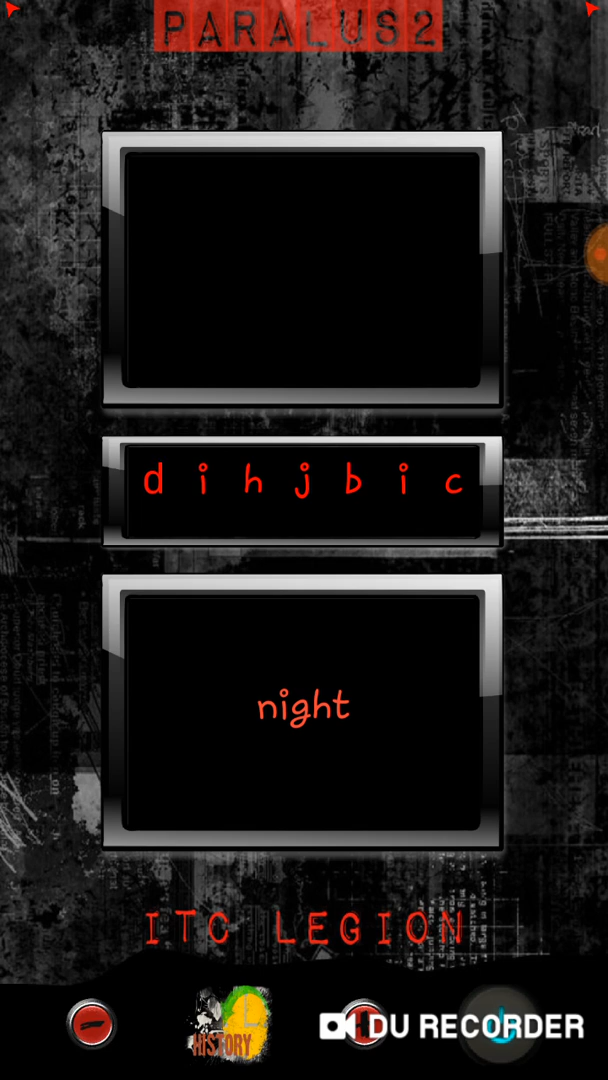 PARALUS2
d i h j b i c
night
ITC LEGION
HISTORY
DU RECORDER